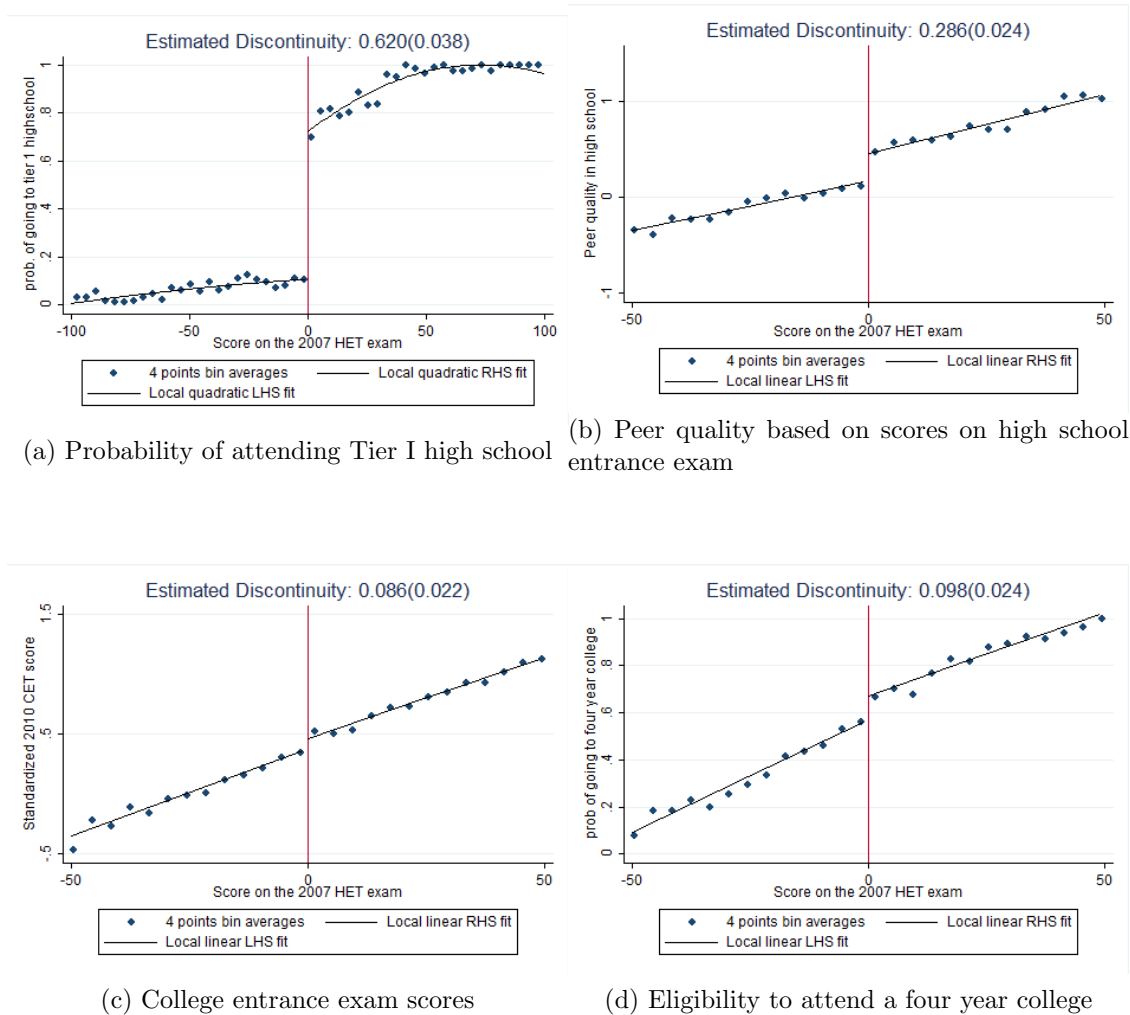 Estimated Discontinuity: 0.620(0.038)
prob. of going to tier 1 highschool
1
.8
.6
.4
.2
0
-100
-50
0
50
100
Score on the 2007 HET exam
4 points bin averages
Local quadratic RHS fit
Local quadratic LHS fit
(a) Probability of attending Tier I high school
Estimated Discontinuity: 0.286(0.024)
Peer quality in high school
1
0
-1
-50
0
50
Score on the 2007 HET exam
4 points bin averages
Local linear RHS fit
Local linear LHS fit
(b) Peer quality based on scores on high school
entrance exam
Estimated Discontinuity: 0.086(0.022)
Standardized 2010 CET score
1.5
.5
-.5
-50
0
50
Score on the 2007 HET exam
4 points bin averages
Local linear RHS fit
Local linear LHS fit
(c) College entrance exam scores
Estimated Discontinuity: 0.098(0.024)
prob of going to four year college
1
.8
.6
.4
.2
0
-50
0
50
Score on the 2007 HET exam
4 points bin averages
Local linear RHS fit
Local linear LHS fit
(d) Eligibility to attend a four year college